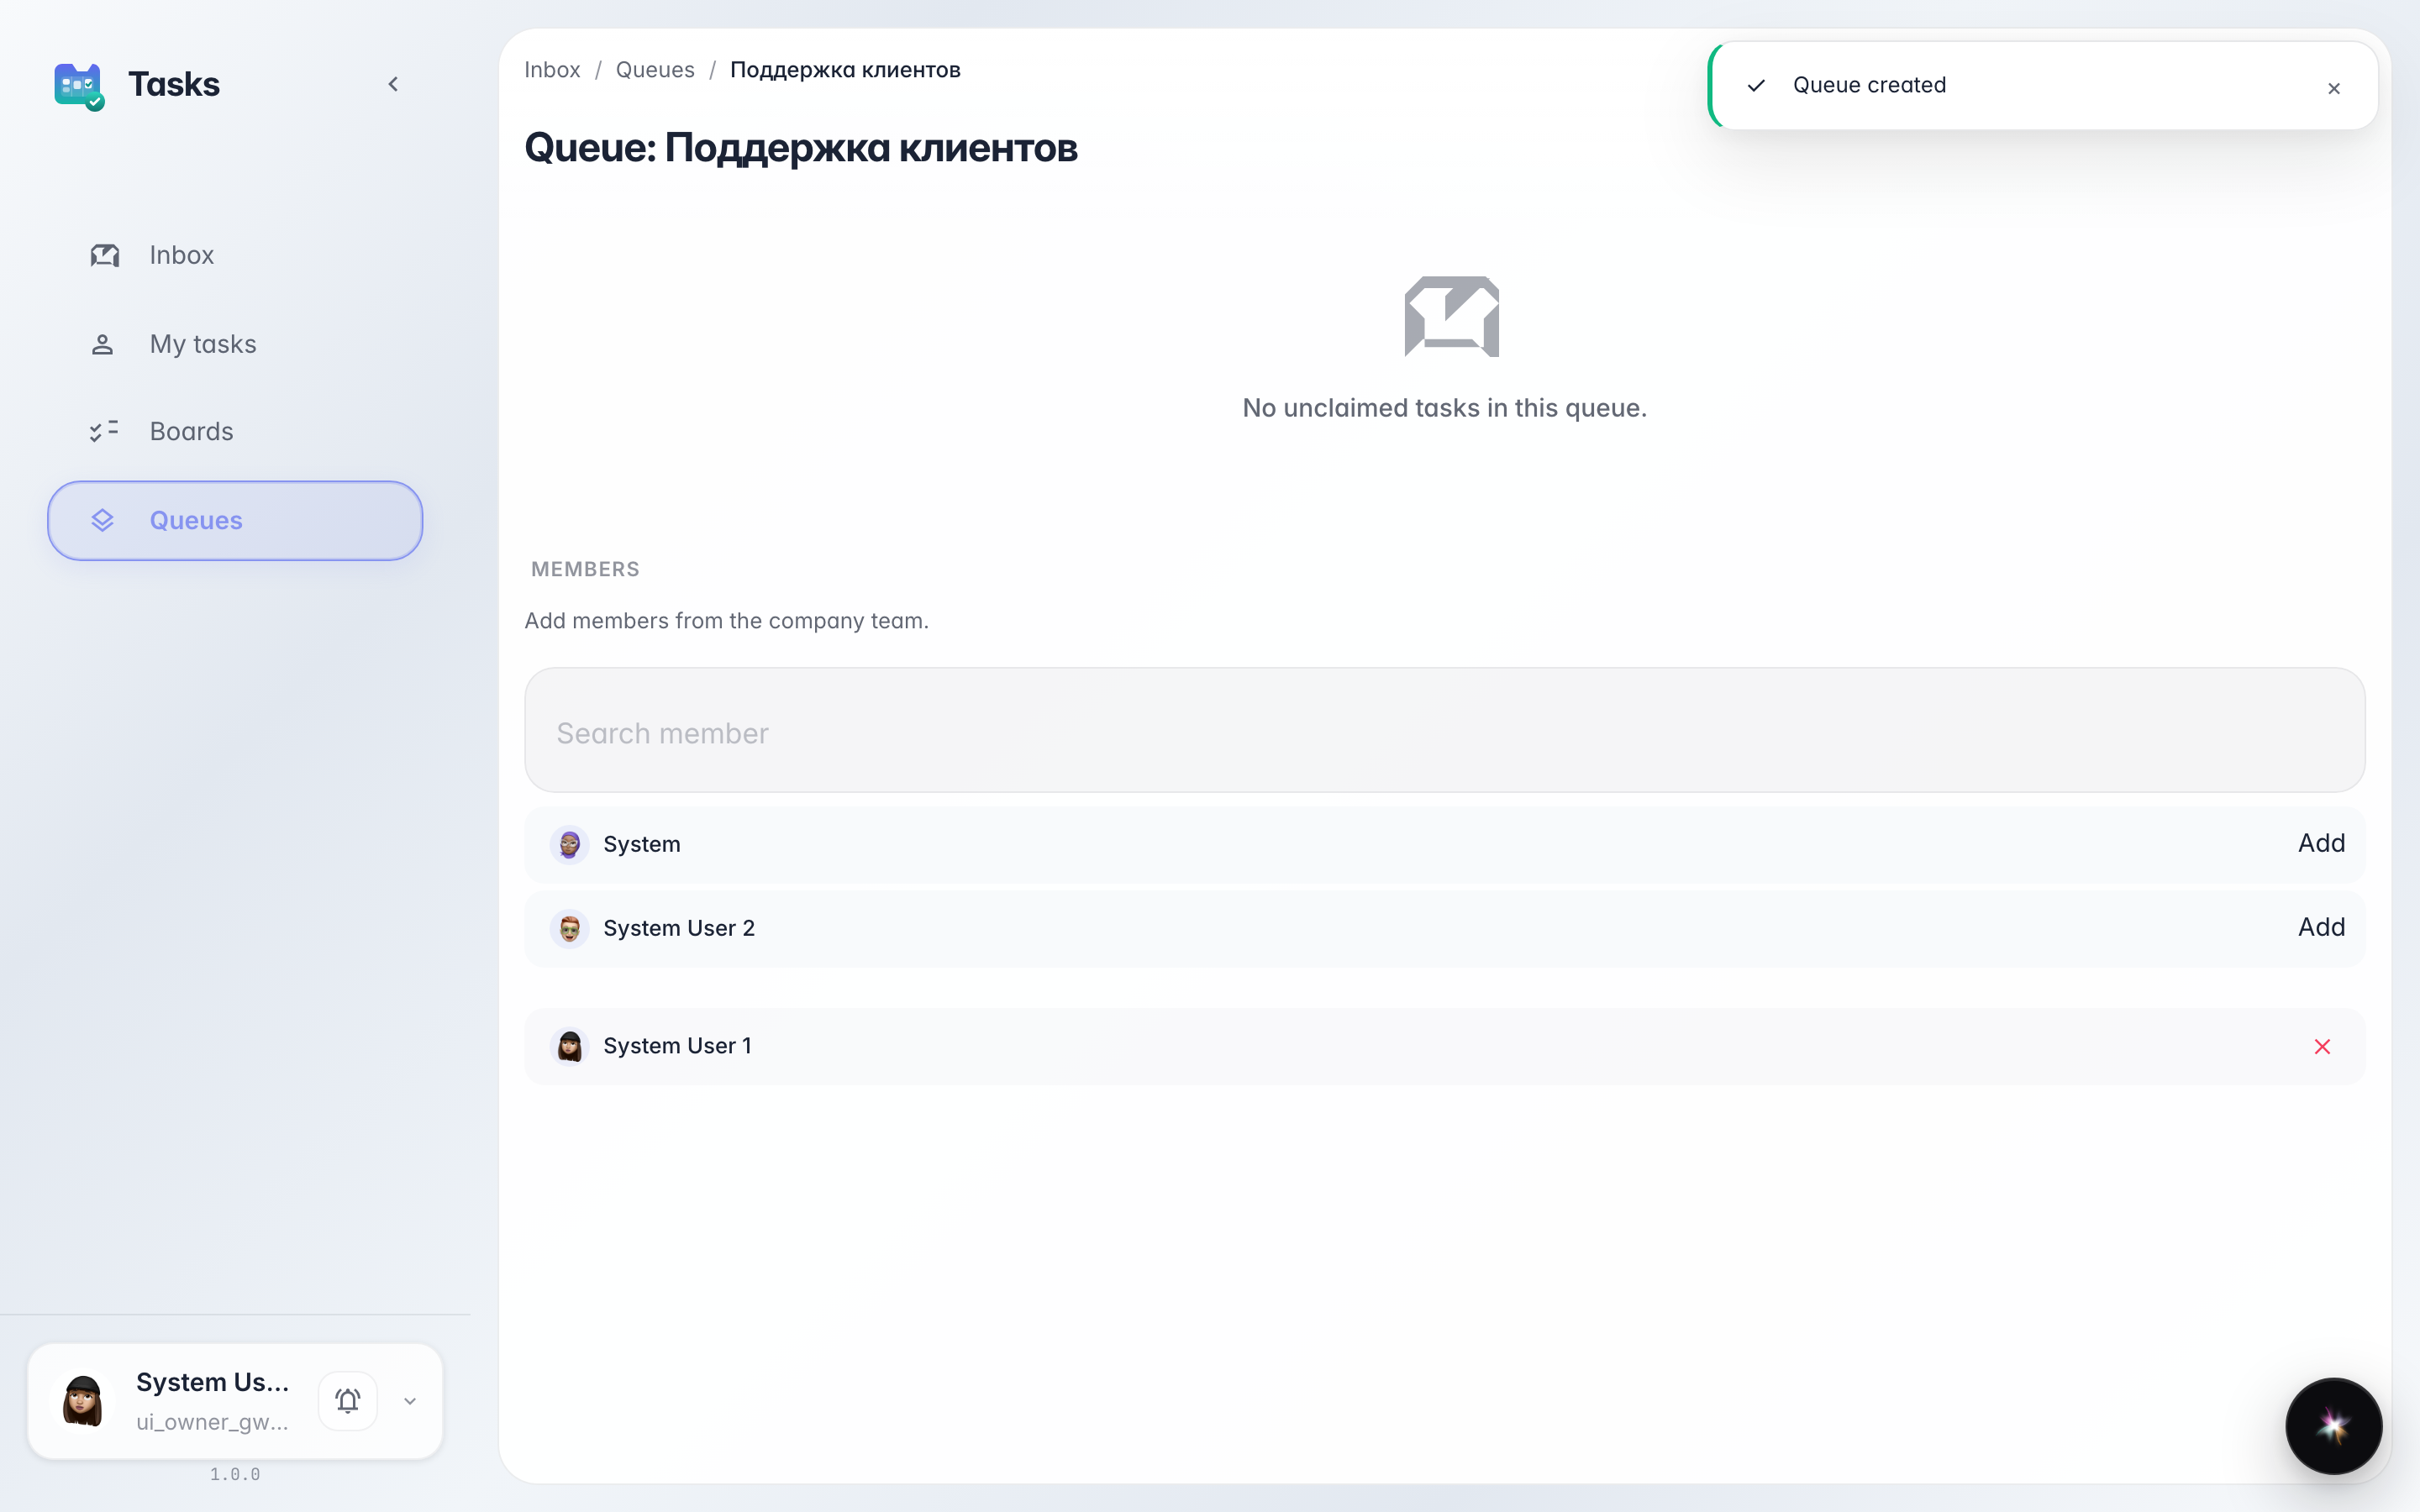 Tasks
Inbox
My tasks
Boards
Queues
System Us...
ui_owner_gw...
1.0.0
Inbox / Queues / Поддержка клиентов
Queue created
Queue: Поддержка клиентов
No unclaimed tasks in this queue.
MEMBERS
Add members from the company team.
Search member
System Add
System User 2 Add
System User 1